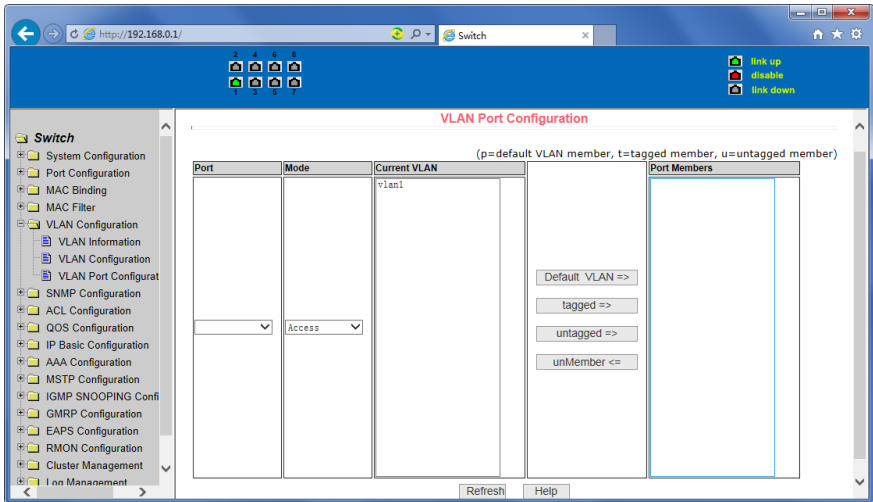 http://192.168.0.1/
Switch
2 4 6 8
1 3 5 7
link up
disable
link down
Switch
System Configuration
Port Configuration
MAC Binding
MAC Filter
VLAN Configuration
VLAN Information
VLAN Configuration
VLAN Port Configurat
SNMP Configuration
ACL Configuration
QOS Configuration
IP Basic Configuration
AAA Configuration
MSTP Configuration
IGMP SNOOPING Confi
GMRP Configuration
EAPS Configuration
RMON Configuration
Cluster Management
Log Management
VLAN Port Configuration
(p=default VLAN member, t=tagged member, u=untagged member)
Port Mode Current VLAN Port Members
vlan1
Access
Default VLAN =>
tagged =>
untagged =>
unMember <=
Refresh Help